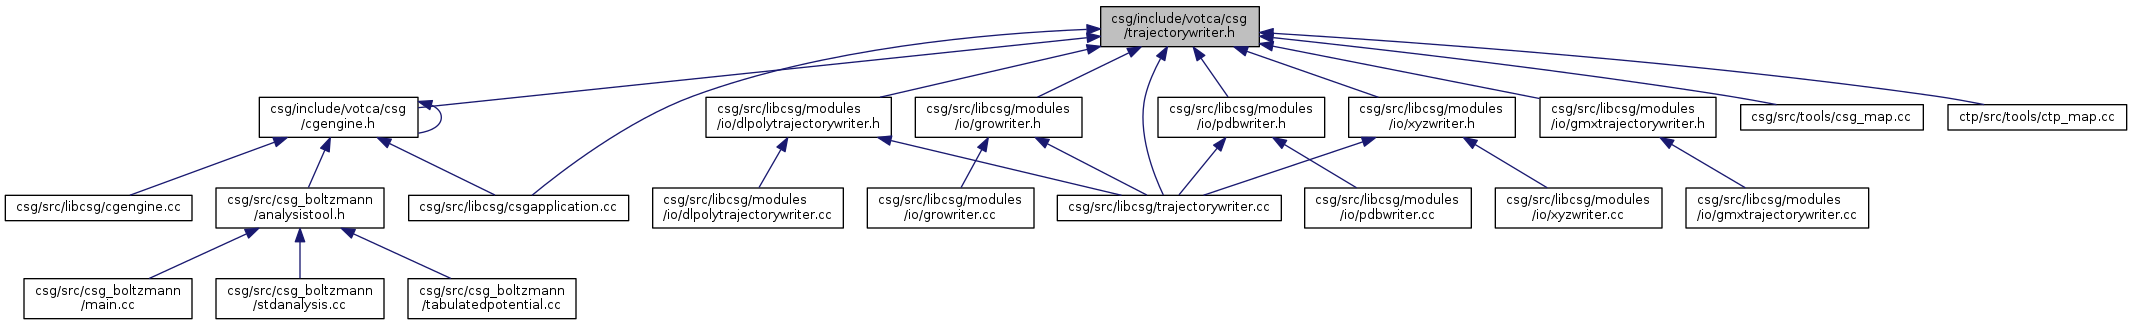 csg/include/votca/csg
/trajectorywriter.h
csg/include/votca/csg
/cgengine.h
csg/src/libcsg/modules
/io/dlpolytrajectorywriter.h
csg/src/libcsg/modules
/io/growriter.h
csg/src/libcsg/modules
/io/pdbwriter.h
csg/src/libcsg/modules
/io/xyzwriter.h
csg/src/libcsg/modules
/io/gmxtrajectorywriter.h
csg/src/tools/csg_map.cc
ctp/src/tools/ctp_map.cc
csg/src/libcsg/cgengine.cc
csg/src/csg_boltzmann
/analysistool.h
csg/src/libcsg/csgapplication.cc
csg/src/libcsg/modules
/io/dlpolytrajectorywriter.cc
csg/src/libcsg/modules
/io/growriter.cc
csg/src/libcsg/trajectorywriter.cc
csg/src/libcsg/modules
/io/pdbwriter.cc
csg/src/libcsg/modules
/io/xyzwriter.cc
csg/src/libcsg/modules
/io/gmxtrajectorywriter.cc
csg/src/csg_boltzmann
/main.cc
csg/src/csg_boltzmann
/stdanalysis.cc
csg/src/csg_boltzmann
/tabulatedpotential.cc